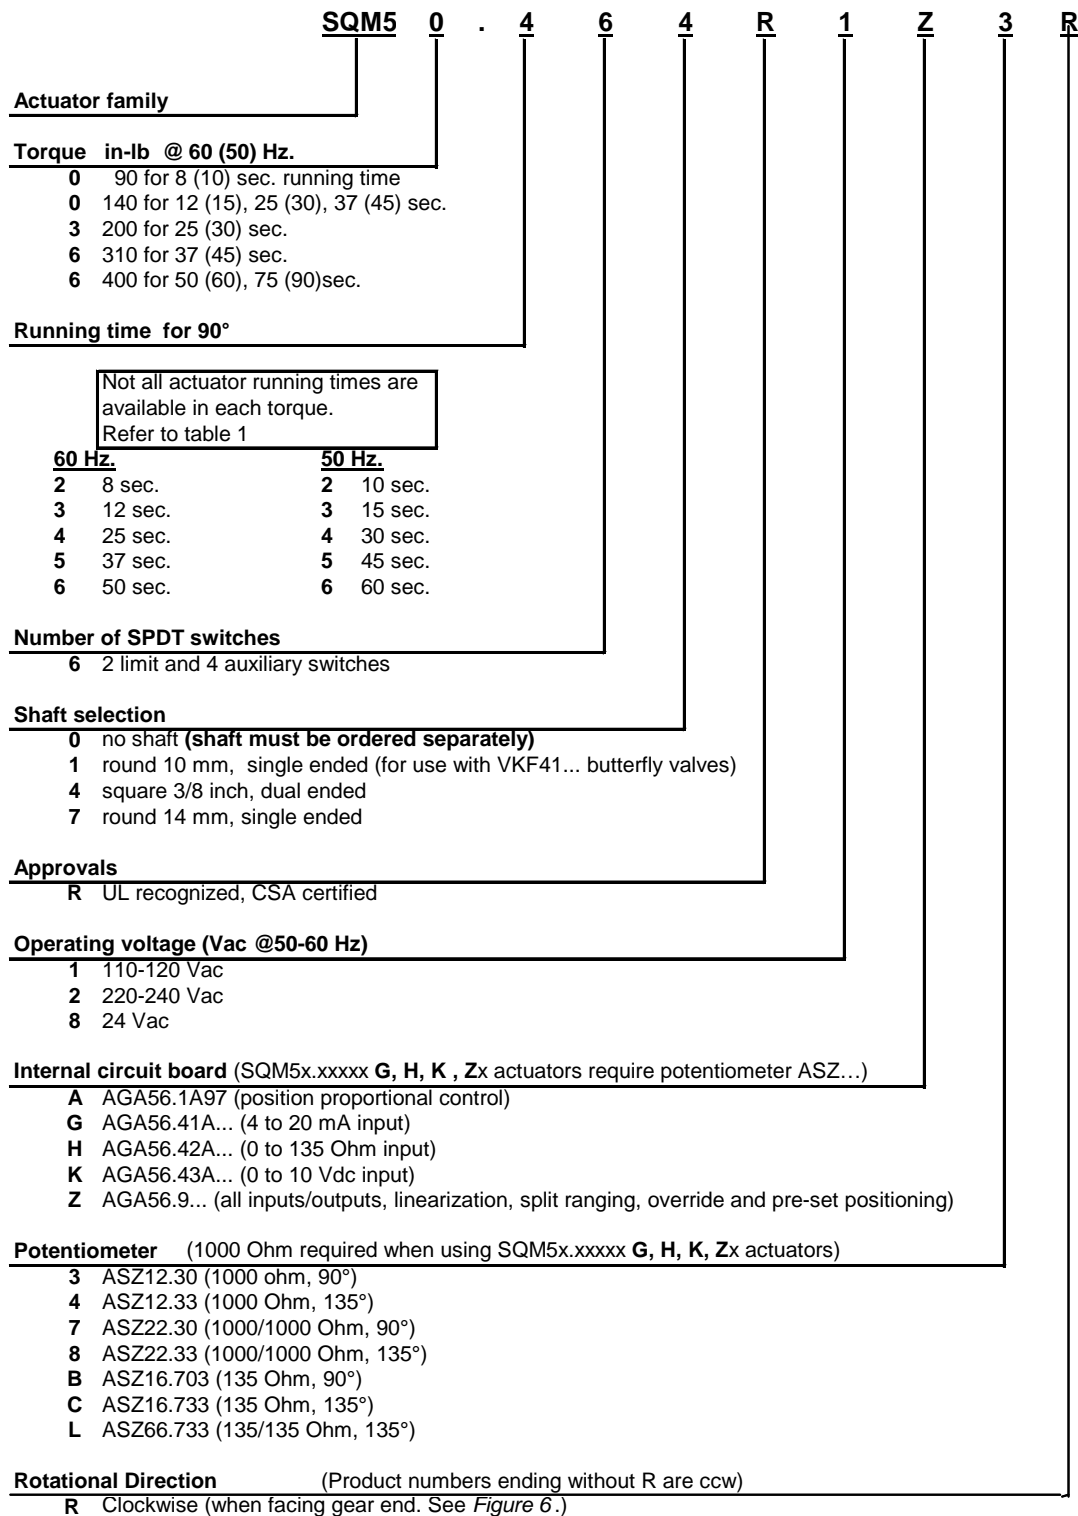 SQM5 0 . 4 6 4 R 1 Z 3 R
Actuator family
Torque in-lb @ 60 (50) Hz.
0 90 for 8 (10) sec. running time
0 140 for 12 (15), 25 (30), 37 (45) sec.
3 200 for 25 (30) sec.
6 310 for 37 (45) sec.
6 400 for 50 (60), 75 (90)sec.
Running time for 90°
Not all actuator running times are
available in each torque.
Refer to table 1
60 Hz. 50 Hz.
2 8 sec. 2 10 sec.
3 12 sec. 3 15 sec.
4 25 sec. 4 30 sec.
5 37 sec. 5 45 sec.
6 50 sec. 6 60 sec.
Number of SPDT switches
6 2 limit and 4 auxiliary switches
Shaft selection
0 no shaft (shaft must be ordered separately)
1 round 10 mm, single ended (for use with VKF41... butterfly valves)
4 square 3/8 inch, dual ended
7 round 14 mm, single ended
Approvals
R UL recognized, CSA certified
Operating voltage (Vac @50-60 Hz)
1 110-120 Vac
2 220-240 Vac
8 24 Vac
Internal circuit board (SQM5x.xxxxx G, H, K , Zx actuators require potentiometer ASZ…)
A AGA56.1A97 (position proportional control)
G AGA56.41A... (4 to 20 mA input)
H AGA56.42A... (0 to 135 Ohm input)
K AGA56.43A... (0 to 10 Vdc input)
Z AGA56.9... (all inputs/outputs, linearization, split ranging, override and pre-set positioning)
Potentiometer (1000 Ohm required when using SQM5x.xxxxx G, H, K, Zx actuators)
3 ASZ12.30 (1000 ohm, 90°)
4 ASZ12.33 (1000 Ohm, 135°)
7 ASZ22.30 (1000/1000 Ohm, 90°)
8 ASZ22.33 (1000/1000 Ohm, 135°)
B ASZ16.703 (135 Ohm, 90°)
C ASZ16.733 (135 Ohm, 135°)
L ASZ66.733 (135/135 Ohm, 135°)
Rotational Direction (Product numbers ending without R are ccw)
R Clockwise (when facing gear end. See Figure 6.)